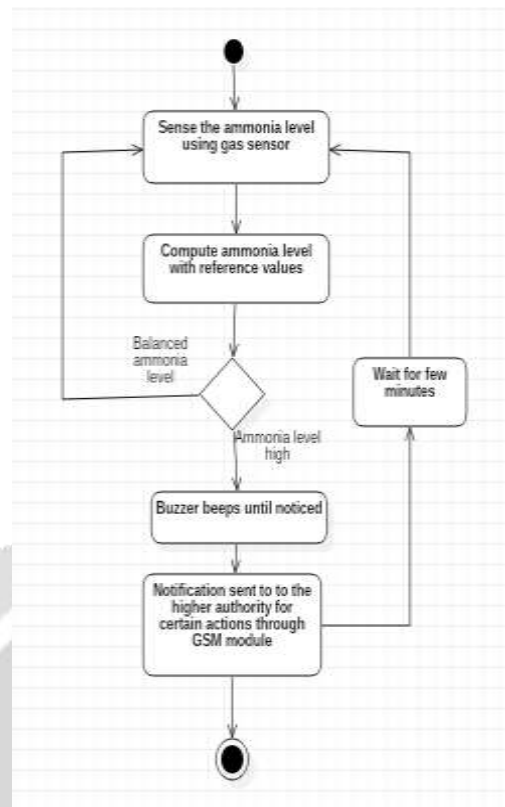 Sense the ammonia level
using gas sensor
Compute ammonia level
with reference values
Balanced
ammonia
level
Wait for few
minutes
Ammonia level
high
Buzzer beeps until noticed
Notification sent to to the
higher authority for
certain actions through
GSM module